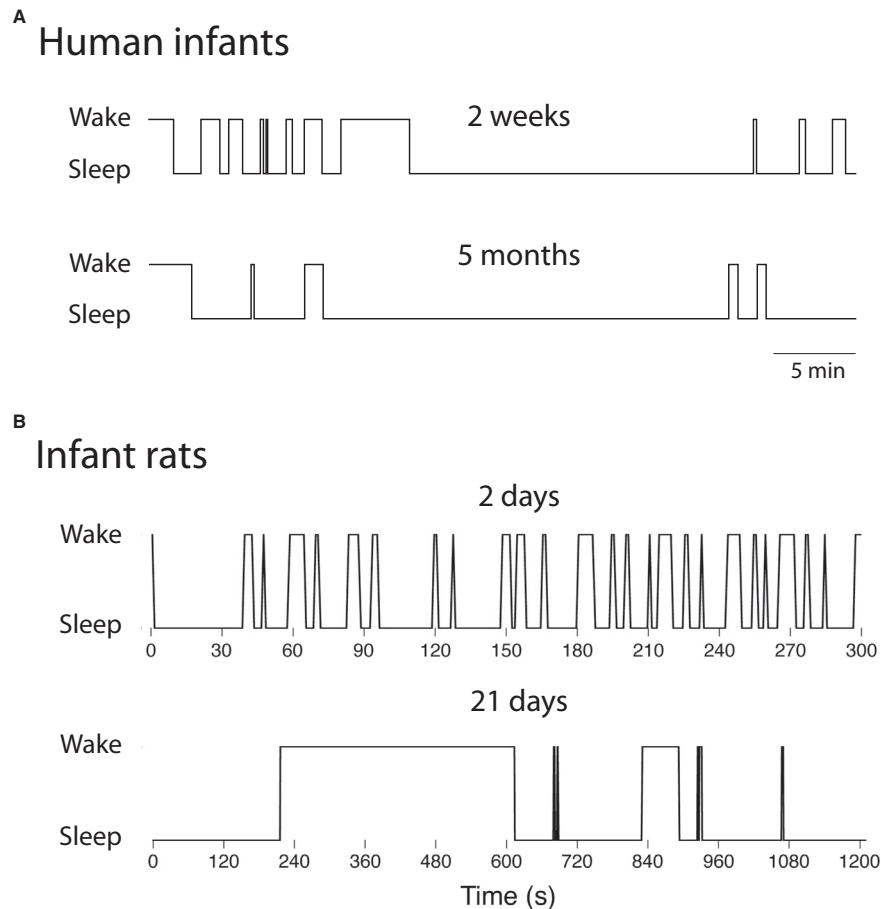 A
Human infants
Wake
2 weeks
Sleep
Wake
5 months
Sleep
5 min
B
Infant rats
2 days
Wake
Sleep
0 30 60 90 120 150 180 210 240 270 300
21 days
Wake
Sleep
0 120 240 360 480 600 720 840 960 1080 1200
Time (s)